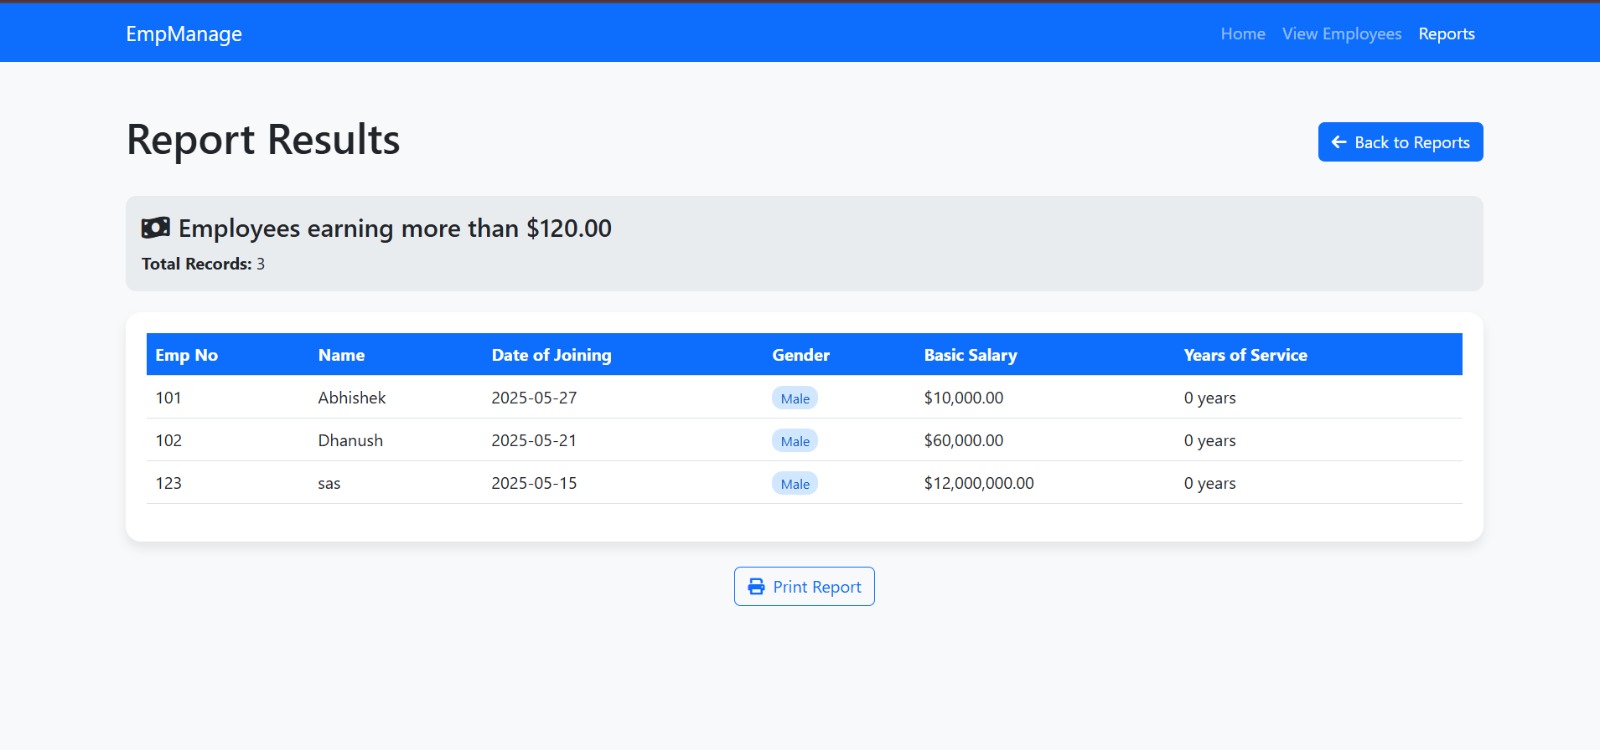 EmpManage Home View Employees Reports
Report Results Back to Reports
Employees earning more than $120.00
Total Records: 3
Emp No Name Date of Joining Gender Basic Salary Years of Service
101 Abhishek 2025-05-27 Male $10,000.00 0 years
102 Dhanush 2025-05-21 Male $60,000.00 0 years
123 sas 2025-05-15 Male $12,000,000.00 0 years
Print Report